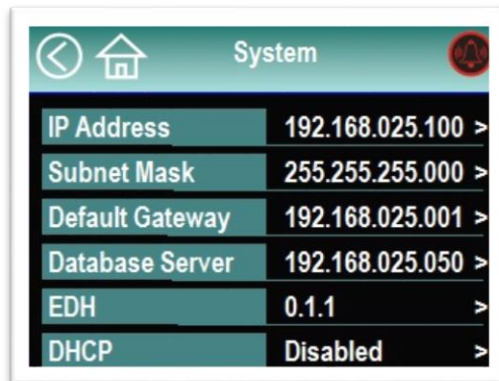 System
IP Address 192.168.025.100 >
Subnet Mask 255.255.255.000 >
Default Gateway 192.168.025.001 >
Database Server 192.168.025.050 >
EDH 0.1.1 >
DHCP Disabled >